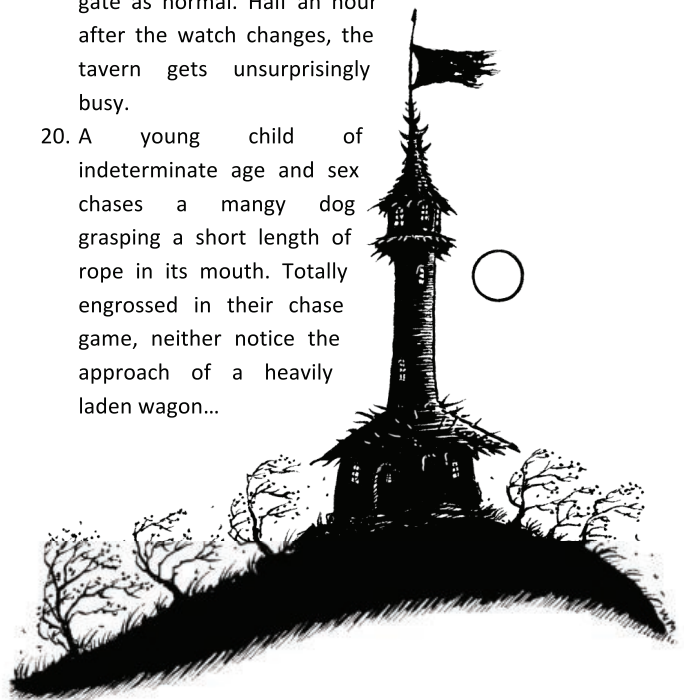 gate as normal. Half an hour
after the watch changes, the
tavern gets unsurprisingly
busy.
20. A young child of
indeterminate age and sex
chases a mangy dog
grasping a short length of
rope in its mouth. Totally
engrossed in their chase
game, neither notice the
approach of a heavily
laden wagon…